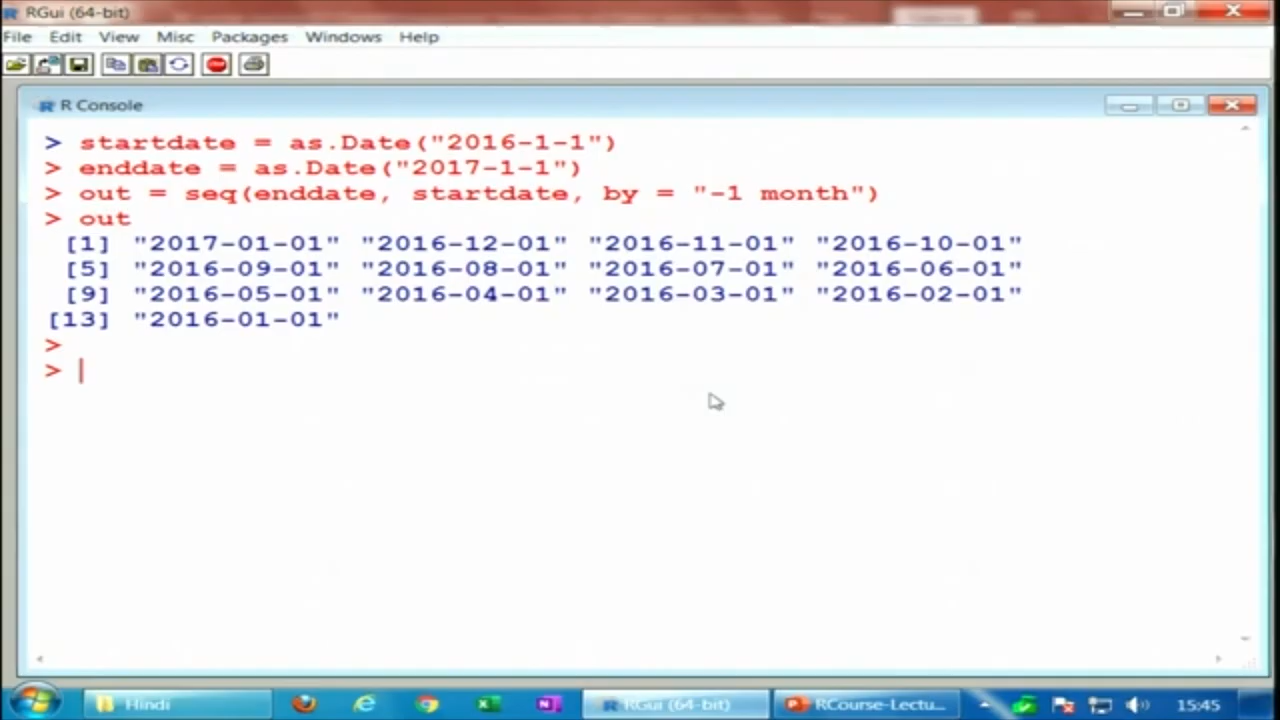 RGui (64-bit)
File Edit View Misc Packages Windows Help
STOP
R Console
> startdate = as.Date("2016-1-1")
> enddate = as.Date("2017-1-1")
> out = seq(enddate, startdate, by = "-1 month")
> out
[1] "2017-01-01" "2016-12-01" "2016-11-01" "2016-10-01"
[5] "2016-09-01" "2016-08-01" "2016-07-01" "2016-06-01"
[9] "2016-05-01" "2016-04-01" "2016-03-01" "2016-02-01"
[13] "2016-01-01"
>
>
Hindi RGui (64-bit) RCourse-Lectu... 15:45